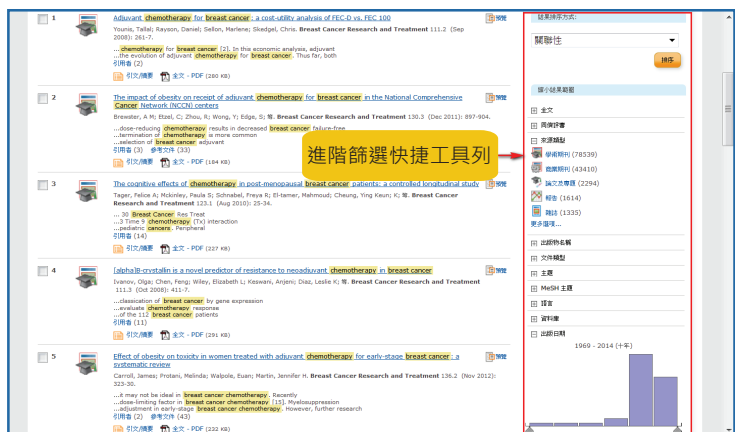 1
Adjuvant chemotherapy for breast cancer: a cost-utility analysis of FEC-D vs. FEC 100
預覽
Younis, Tallal; Rayson, Daniel; Sellon, Marlene; Skedgel, Chris. Breast Cancer Research and Treatment 111.2 (Sep
2008): 261-7.
...chemotherapy for breast cancer [2]. In this economic analysis, adjuvant
...the evolution of adjuvant chemotherapy for breast cancer. Thus far, both
引用者 (2)
引文/摘要 全文 - PDF (280 KB)
2
The impact of obesity on receipt of adjuvant chemotherapy for breast cancer in the National Comprehensive
Cancer Network (NCCN) centers
預覽
Brewster, A M; Etzel, C; Zhou, R; Wong, Y; Edge, S; 等. Breast Cancer Research and Treatment 130.3 (Dec 2011): 897-904.
...dose-reducing chemotherapy results in decreased breast cancer failure-free
...termination of chemotherapy is more common
...selection of breast cancer adjuvant
引用者 (3) 參考文件 (33)
引文/摘要 全文 - PDF (184 KB)
3
The cognitive effects of chemotherapy in post-menopausal breast cancer patients: a controlled longitudinal study
預覽
Tager, Felice A; McKinley, Paula S; Schnabel, Freya R; El-tamer, Mahmoud; Cheung, Ying Keun; K; 等. Breast Cancer
Research and Treatment 123.1 (Aug 2010): 25-34.
... 30 Breast Cancer Res Treat
...3 Time 9 chemotherapy (Tx) interaction
...pediatric cancers. Peripheral
引用者 (14)
引文/摘要 全文 - PDF (227 KB)
4
[alpha]B-crystallin is a novel predictor of resistance to neoadjuvant chemotherapy in breast cancer
預覽
Ivanov, Olga; Chen, Feng; Wiley, Elizabeth L; Keswani, Anjeni; Diaz, Leslie K; 等. Breast Cancer Research and Treatment
111.3 (Oct 2008): 411-7.
...classication of breast cancer by gene expression
...evaluate chemotherapy response
...of the 112 breast cancer patients
引用者 (11)
引文/摘要 全文 - PDF (291 KB)
5
Effect of obesity on toxicity in women treated with adjuvant chemotherapy for early-stage breast cancer: a
systematic review
預覽
Carroll, James; Protani, Melinda; Walpole, Euan; Martin, Jennifer H. Breast Cancer Research and Treatment 136.2 (Nov 2012):
323-30.
...it may not be ideal in breast cancer chemotherapy. Recently
...dose-limiting factor in breast cancer chemotherapy [15]. Myelosuppression
...adjustment in early-stage breast cancer chemotherapy. However, further research
引用者 (2) 參考文件 (43)
引文/摘要 全文 - PDF (232 KB)
進階篩選快捷工具列
結果排序方式:
關聯性
排序
縮小結果範圍
全文
同儕評審
來源類型
學術期刊 (78539)
商業期刊 (43410)
論文及專題 (2294)
報告 (1614)
雜誌 (1335)
更多選項...
出版物名稱
文件類型
主題
MeSH 主題
語言
資料庫
出版日期
1969 - 2014 (十年)